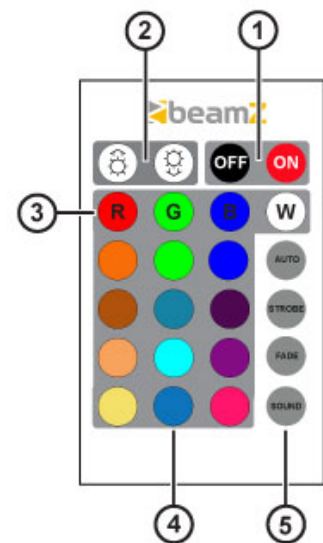 2 1
beamZ
OFF ON
3 R G B W
AUTO
STROBE
FADE
SOUND
4 5